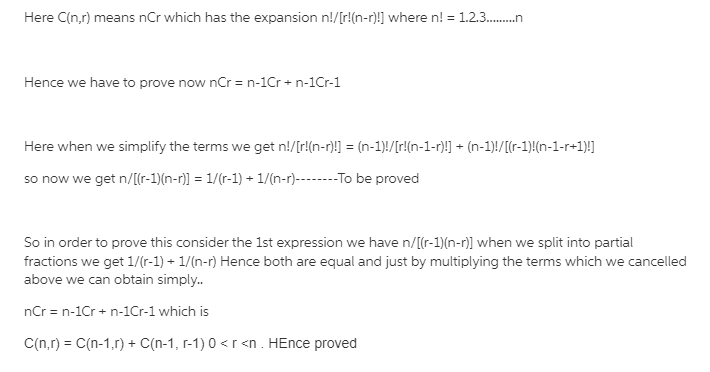 Here C(n,r) means nCr which has the expansion n!/[r!(n-r)!] where n! = 1.2.3.........n
Hence we have to prove now nCr = n-1Cr + n-1Cr-1
Here when we simplify the terms we get n!/[r!(n-r)!] = (n-1)!/[r!(n-1-r)!] + (n-1)!/[(r-1)!(n-1-r+1)!]
so now we get n/[(r-1)(n-r)] = 1/(r-1) + 1/(n-r)--------To be proved
So in order to prove this consider the 1st expression we have n/[(r-1)(n-r)] when we split into partial
fractions we get 1/(r-1) + 1/(n-r) Hence both are equal and just by multiplying the terms which we cancelled
above we can obtain simply..
nCr = n-1Cr + n-1Cr-1 which is
C(n,r) = C(n-1,r) + C(n-1, r-1) 0 < r <n . HEnce proved